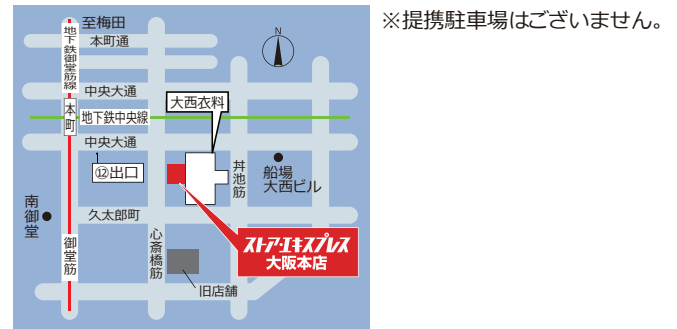 ※提携駐車場はございません。
至梅田
本町通
N
地下鉄御堂筋線
中央大通
大西衣料
本町
地下鉄中央線
中央大通
⑫出口
丼池筋
船場
大西ビル
南御堂
久太郎町
心斎橋筋
御堂筋
ストア・エキスプレス
大阪本店
旧店舗